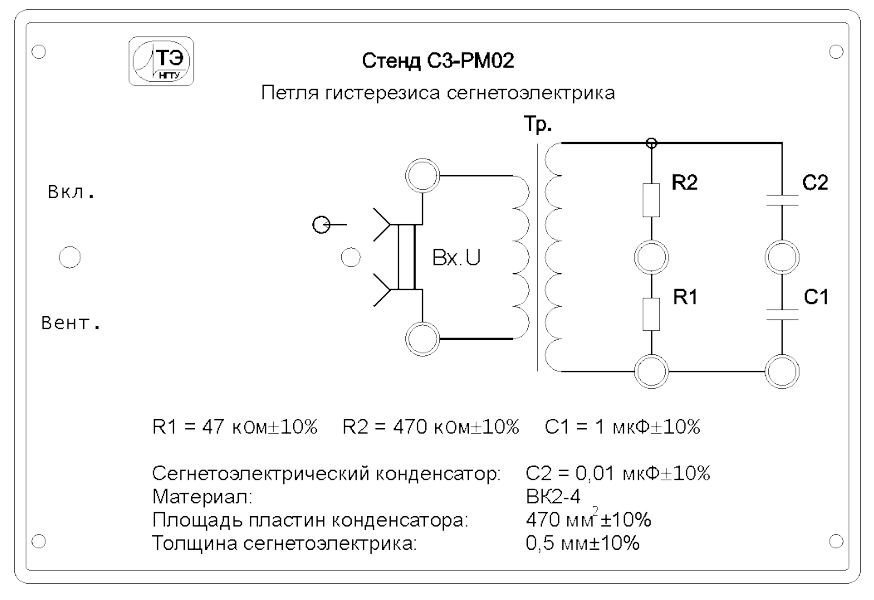 ТЭ
НГТУ
Стенд С3-РМ02
Петля гистерезиса сегнетоэлектрика
Тр.
Вкл.
R2
C2
Вх.U
Вент.
R1
C1
R1 = 47 кОм±10% R2 = 470 кОм±10% C1 = 1 мкФ±10%
Сегнетоэлектрический конденсатор: C2 = 0,01 мкФ±10%
Материал: ВК2-4
Площадь пластин конденсатора: 470 мм²±10%
Толщина сегнетоэлектрика: 0,5 мм±10%